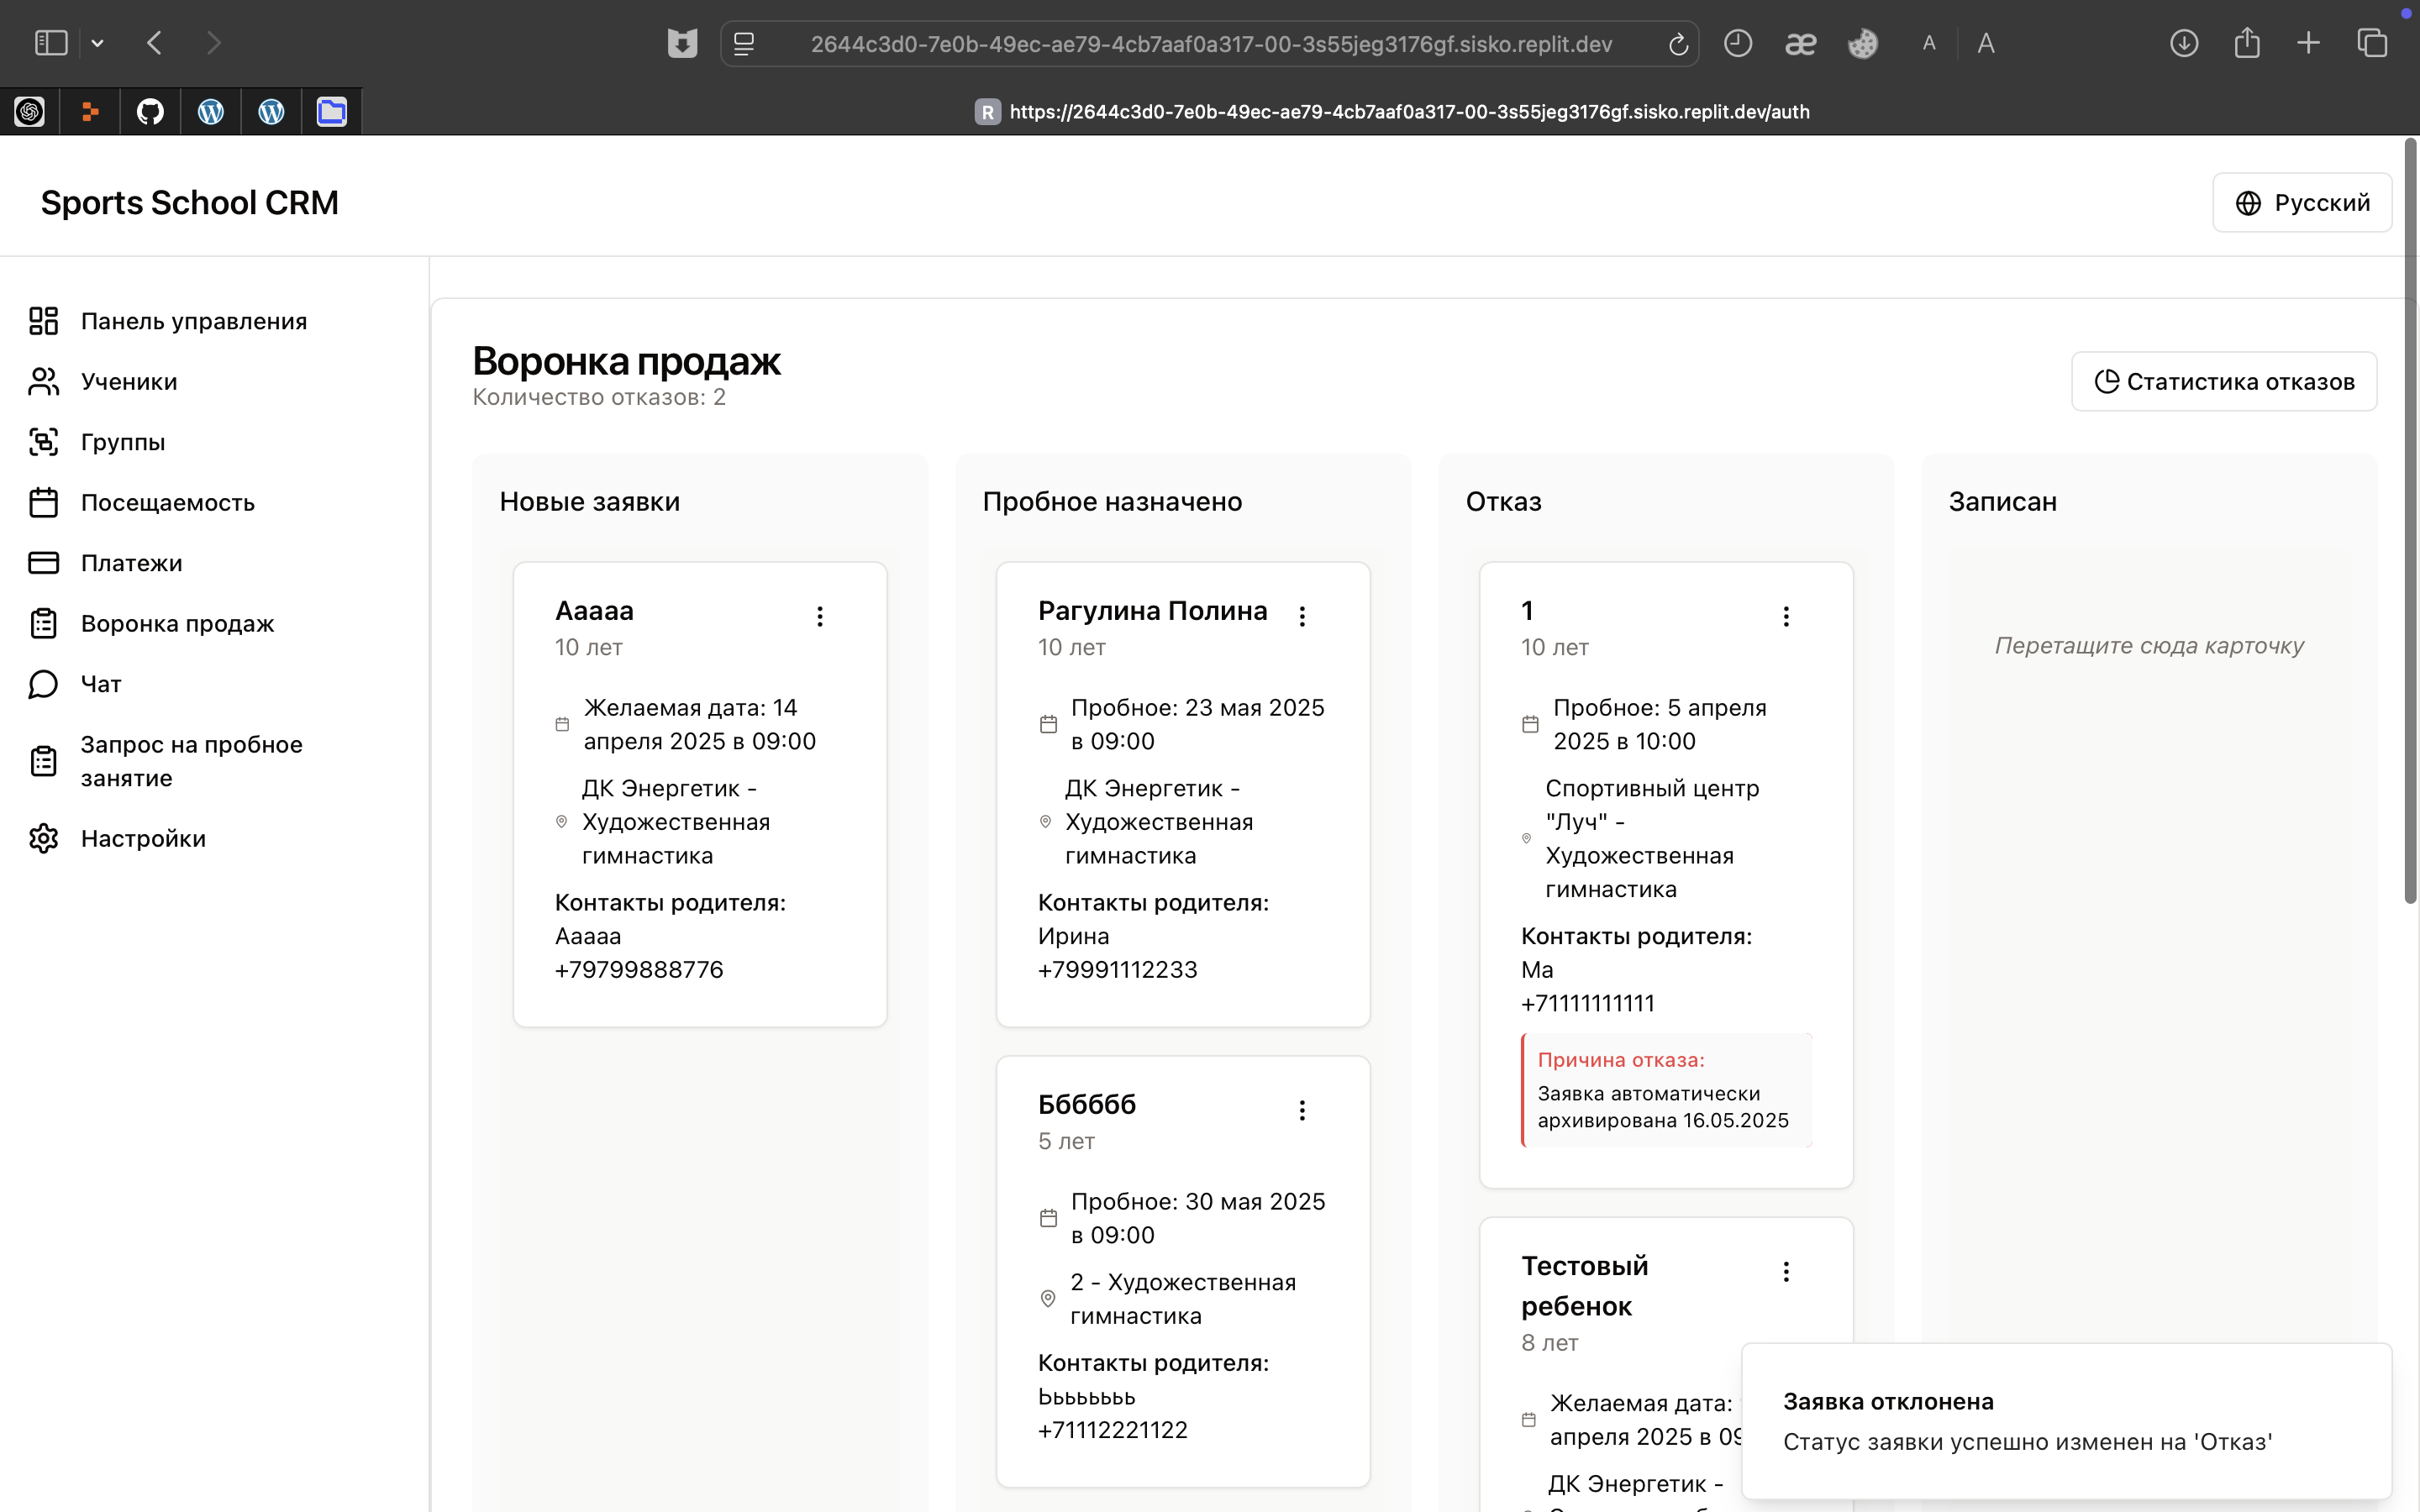 2644c3d0-7e0b-49ec-ae79-4cb7aaf0a317-00-3s55jeg3176gf.sisko.replit.dev
æ
A
A
R
https://2644c3d0-7e0b-49ec-ae79-4cb7aaf0a317-00-3s55jeg3176gf.sisko.replit.dev/auth
Sports School CRM
Русский
Панель управления
Ученики
Группы
Посещаемость
Платежи
Воронка продаж
Чат
Запрос на пробное
занятие
Настройки
Воронка продаж
Количество отказов: 2
Статистика отказов
Новые заявки
Ааааа
10 лет
Желаемая дата: 14
апреля 2025 в 09:00
ДК Энергетик -
Художественная
гимнастика
Контакты родителя:
Ааааа
+79799888776
Пробное назначено
Рагулина Полина
10 лет
Пробное: 23 мая 2025
в 09:00
ДК Энергетик -
Художественная
гимнастика
Контакты родителя:
Ирина
+79991112233
Бббббб
5 лет
Пробное: 30 мая 2025
в 09:00
2 - Художественная
гимнастика
Контакты родителя:
Ььььььь
+71112221122
Отказ
1
10 лет
Пробное: 5 апреля
2025 в 10:00
Спортивный центр
"Луч" -
Художественная
гимнастика
Контакты родителя:
Ма
+71111111111
Причина отказа:
Заявка автоматически
архивирована 16.05.2025
Тестовый
ребенок
8 лет
Желаемая дата:
апреля 2025 в
ДК Энергетик -
Записан
Перетащите сюда карточку
Заявка отклонена
Статус заявки успешно изменен на 'Отказ'